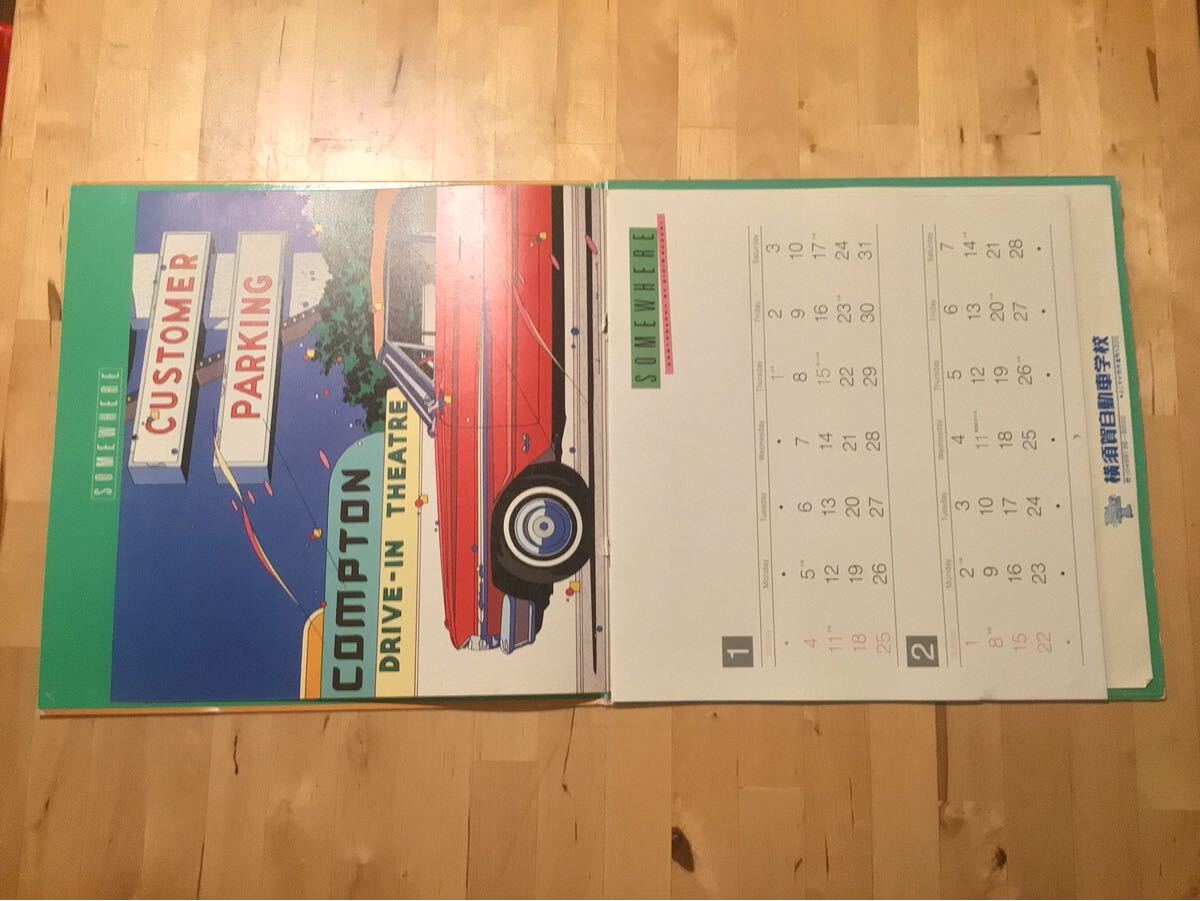 SOMEWHERE
CUSTOMER
PARKING
COMPTON
DRIVE-IN THEATRE
SOMEWHERE
1
Monday Tuesday Wednesday Thursday Friday Saturday
1 2 3
4 5 6 7 8 9 10
11 12 13 14 15 16 17
18 19 20 21 22 23 24
25 26 27 28 29 30 31
2
Monday Tuesday Wednesday Thursday Friday Saturday
1 2 3 4 5 6 7
8 9 10 11 12 13 14
15 16 17 18 19 20 21
22 23 24 25 26 27 28
横須賀自動車学校